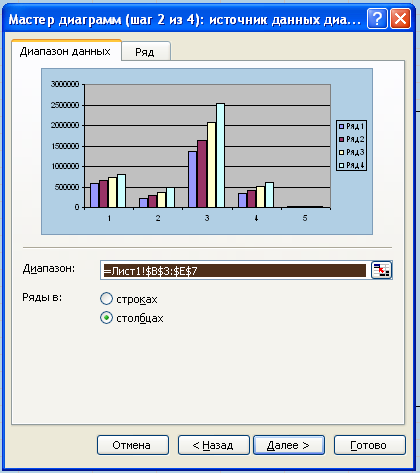 Мастер диаграмм (шаг 2 из 4): источник данных диа...
Диапазон данных
Ряд
3000000
2500000
2000000
1500000
1000000
500000
0
1 2 3 4 5
Ряд1
Ряд2
Ряд3
Ряд4
Диапазон:
=Лист1!$B$3:$E$7
Ряды в:
строках
столбцах
Отмена
< Назад
Далее >
Готово